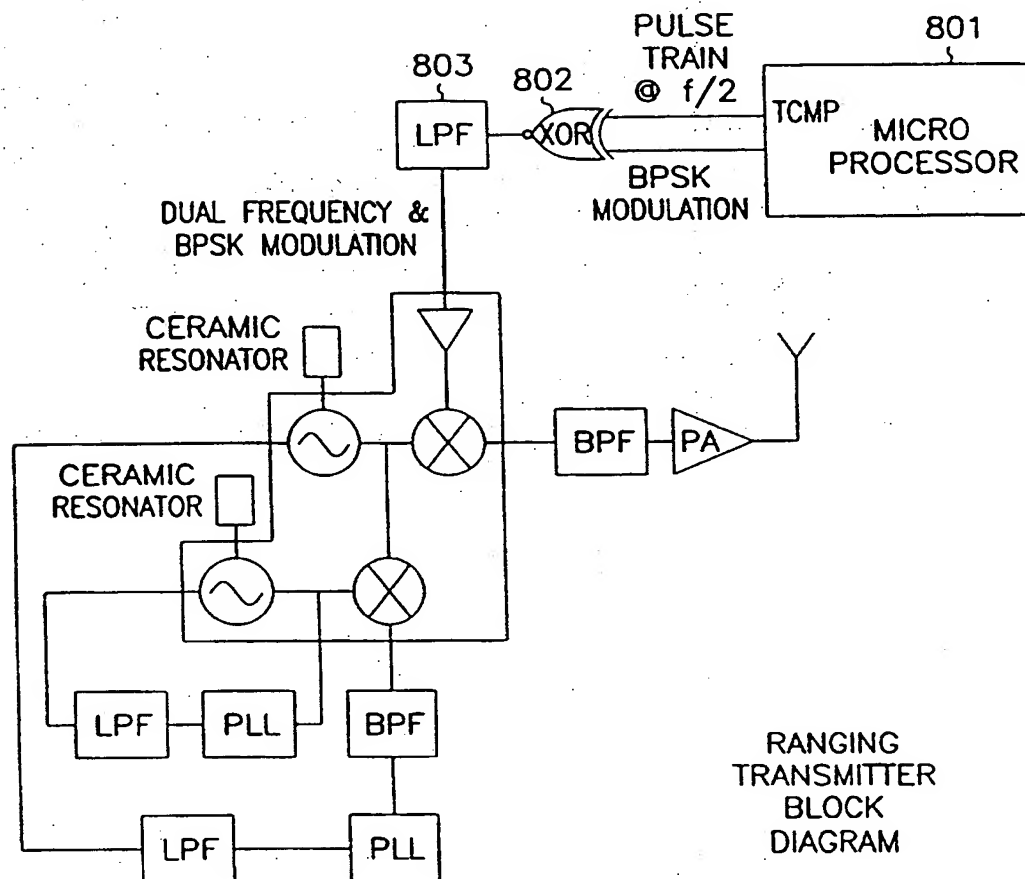 PULSE
TRAIN
@ f/2
801
803
802
LPF
XOR
TCMP
MICRO
PROCESSOR
BPSK
MODULATION
DUAL FREQUENCY &
BPSK MODULATION
CERAMIC
RESONATOR
BPF
PA
CERAMIC
RESONATOR
LPF
PLL
BPF
LPF
PLL
RANGING
TRANSMITTER
BLOCK
DIAGRAM